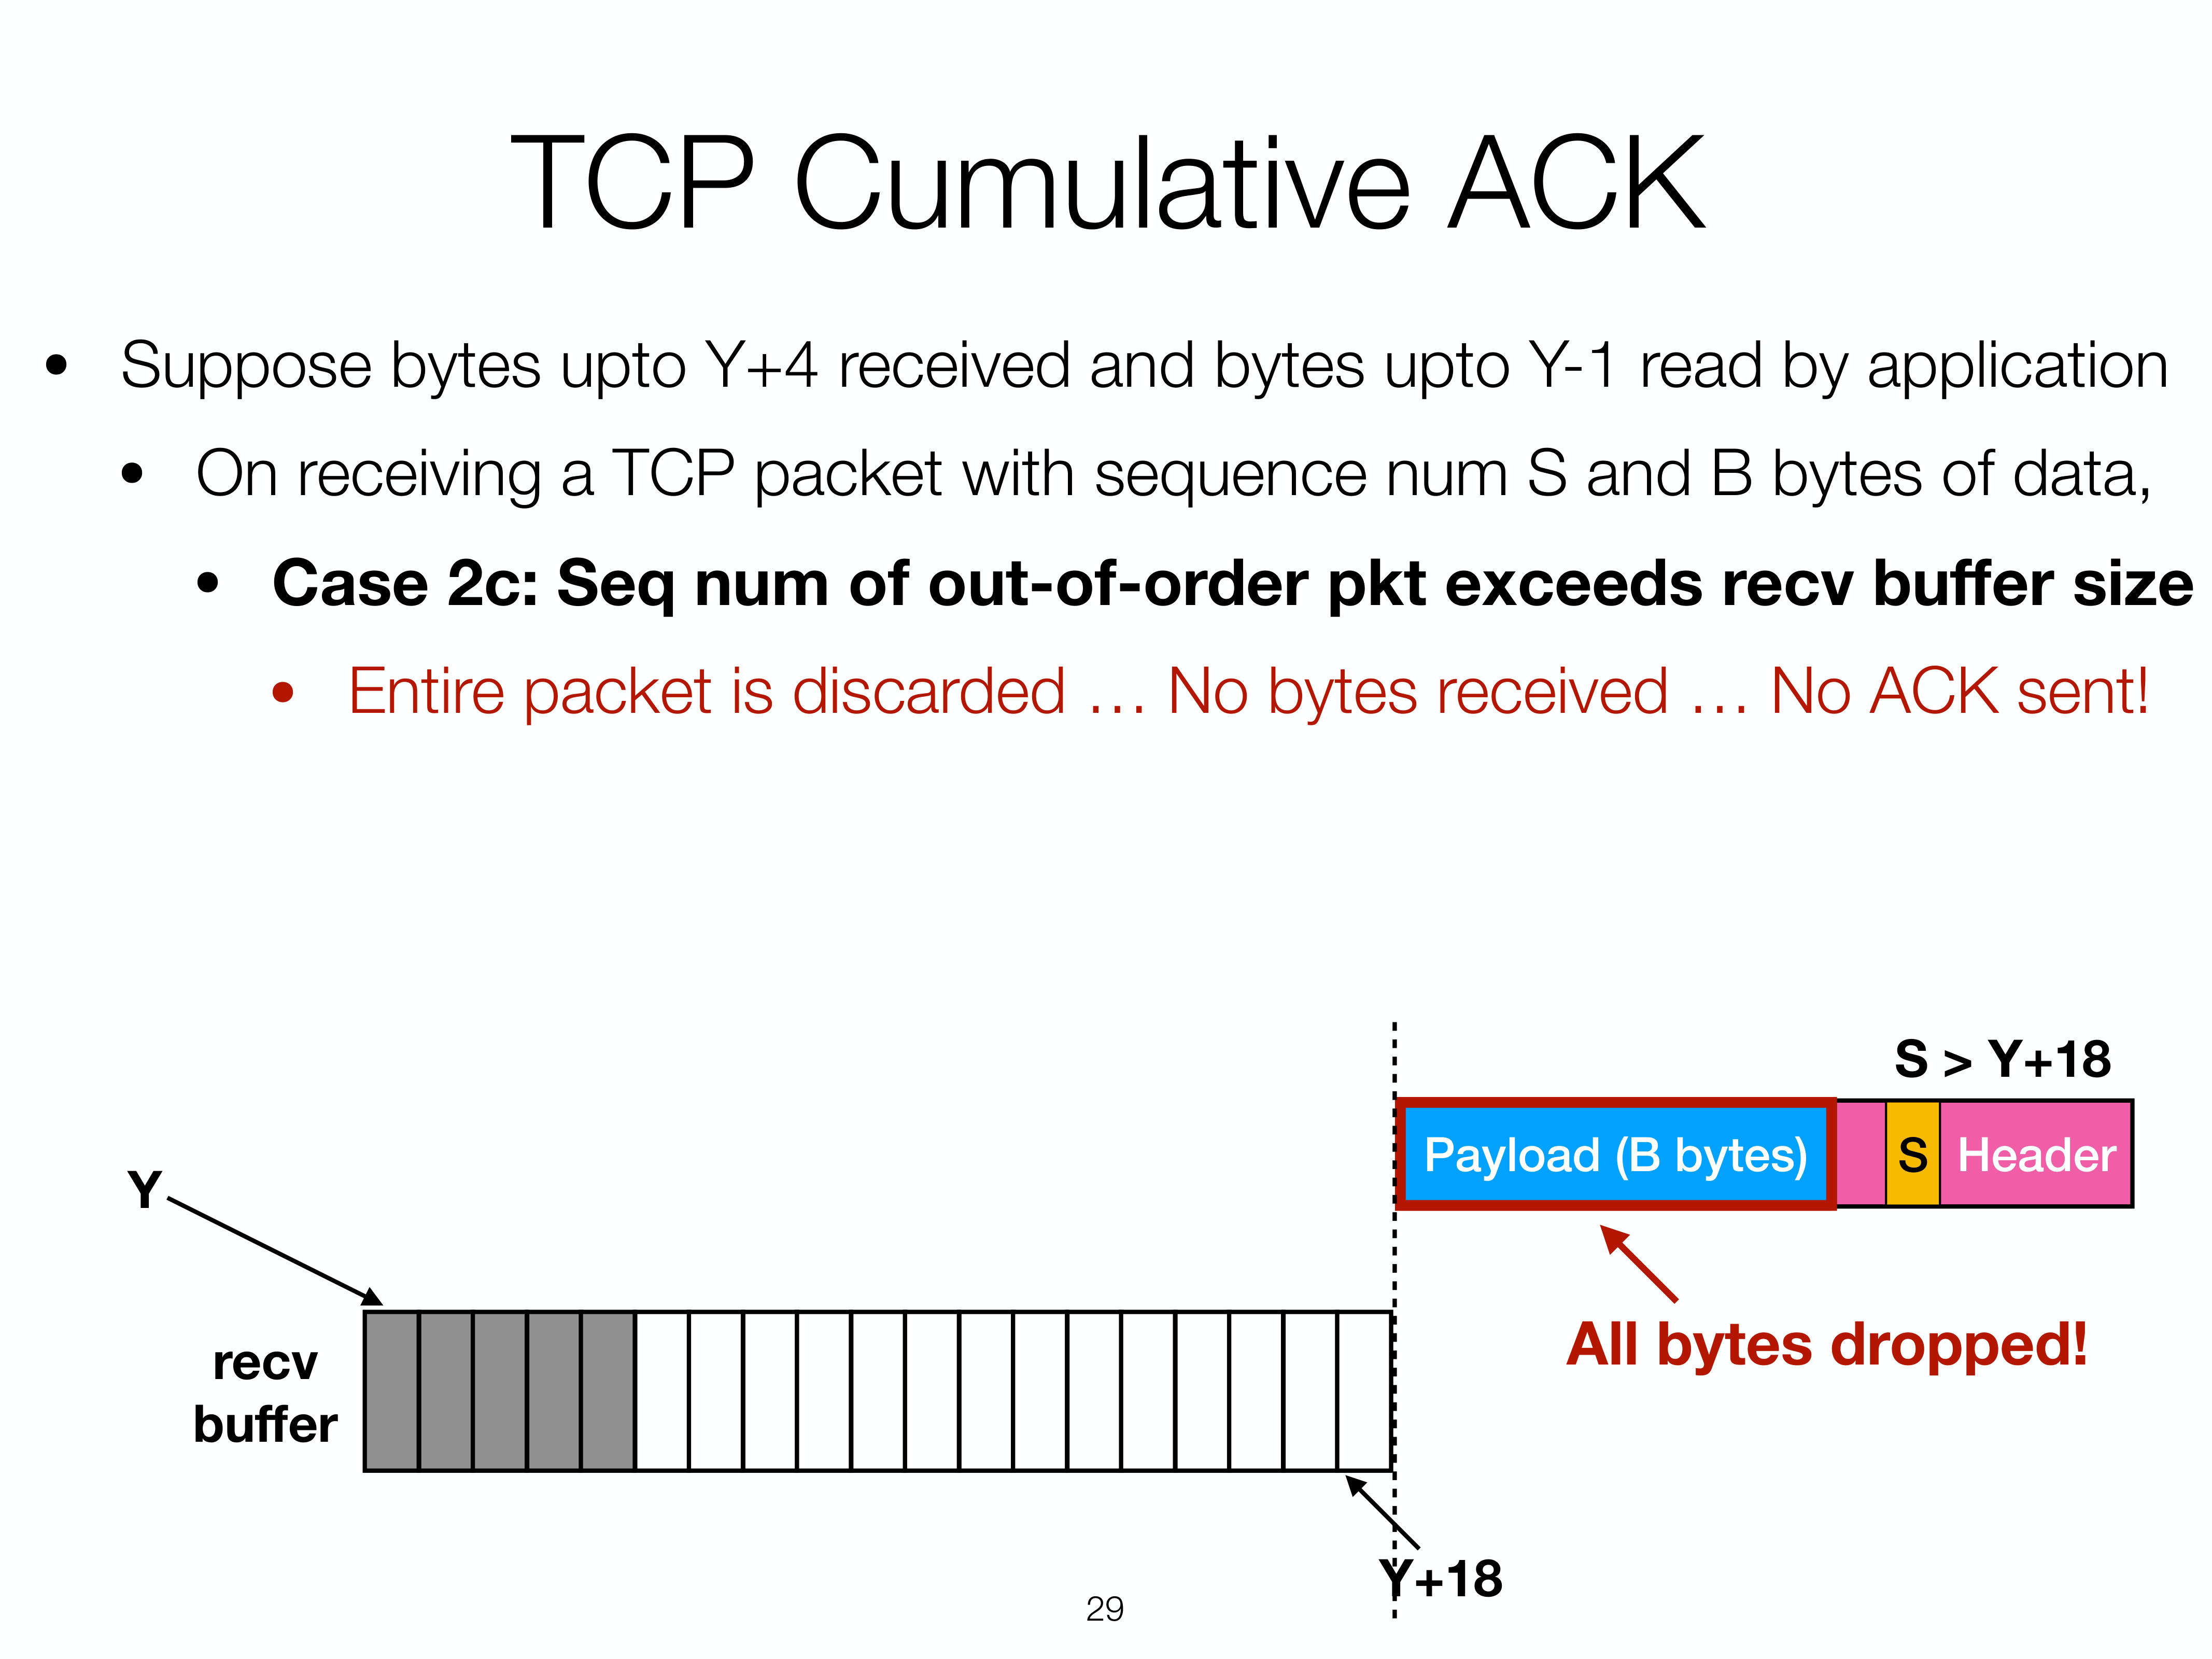 TCP Cumulative ACK
• Suppose bytes upto Y+4 received and bytes upto Y-1 read by application
• On receiving a TCP packet with sequence num S and B bytes of data,
• Case 2c: Seq num of out-of-order pkt exceeds recv buffer size
• Entire packet is discarded … No bytes received … No ACK sent!
S > Y+18
Payload (B bytes)
S
Header
Y
All bytes dropped!
recv
buffer
Y+18
29